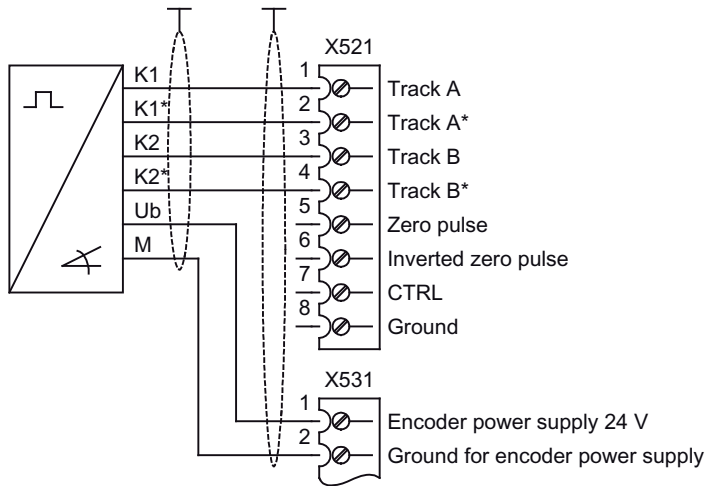 X521
K1
1
Track A
K1*
2
Track A*
K2
3
Track B
K2*
4
Track B*
Ub
5
Zero pulse
M
6
Inverted zero pulse
7
CTRL
8
Ground
X531
1
Encoder power supply 24 V
2
Ground for encoder power supply